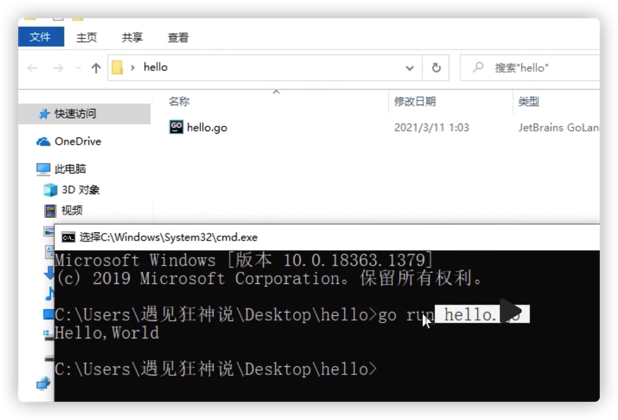 文件 主页 共享 查看
hello
搜索"hello"
名称 修改日期 类型
快速访问
hello.go 2021/3/11 1:03 JetBrains GoLan
OneDrive
此电脑
3D 对象
视频
选择C:\Windows\System32\cmd.exe
Microsoft Windows [版本 10.0.18363.1379]
(c) 2019 Microsoft Corporation。保留所有权利。
C:\Users\遇见狂神说\Desktop\hello>go run hello.go
Hello,World
C:\Users\遇见狂神说\Desktop\hello>